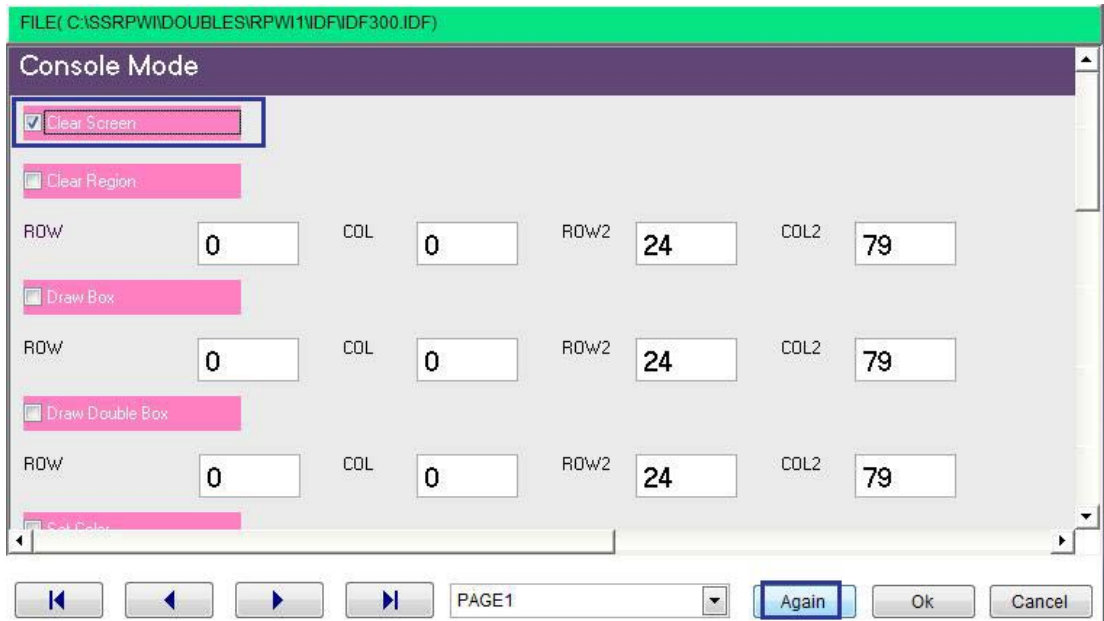 FILE( C:\SSRPWI\DOUBLES\RPWI1\IDF\IDF300.IDF)
Console Mode
Clear Screen
Clear Region
ROW 0 COL 0 ROW2 24 COL2 79
Draw Box
ROW 0 COL 0 ROW2 24 COL2 79
Draw Double Box
ROW 0 COL 0 ROW2 24 COL2 79
Set Color
PAGE1 Again Ok Cancel